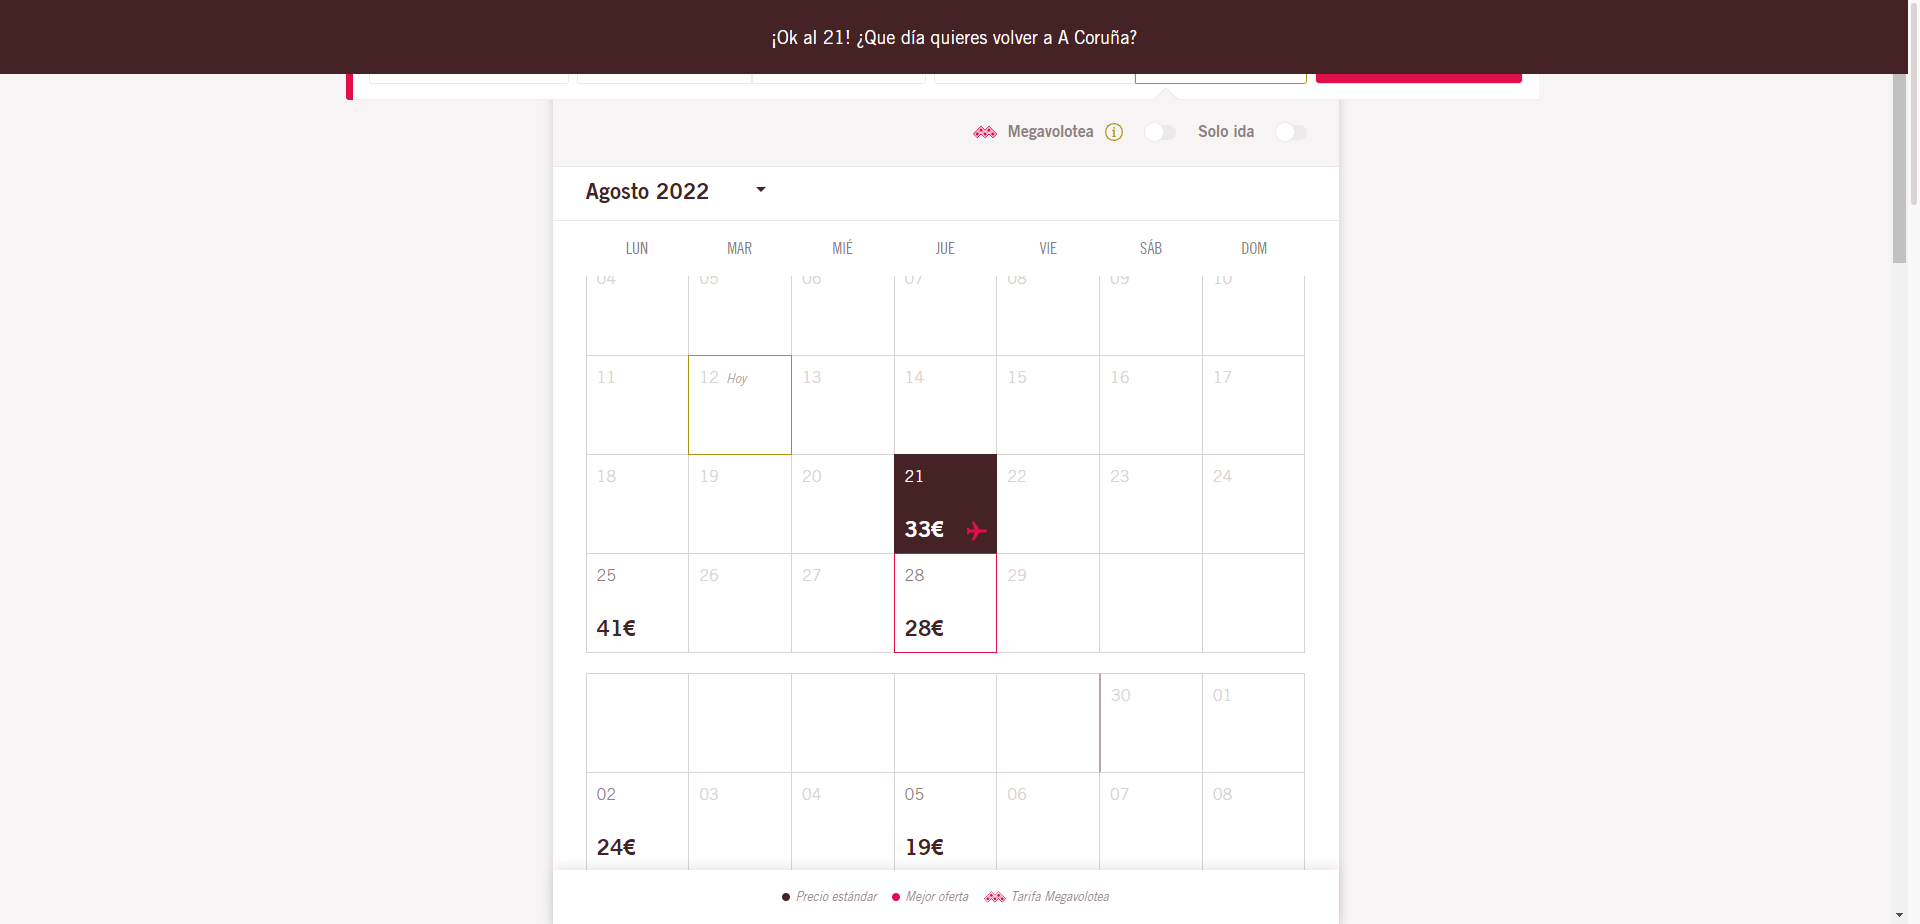 ¡Ok al 21! ¿Que día quieres volver a A Coruña?
Megavolotea i Solo ida
Agosto 2022
LUN MAR MIÉ JUE VIE SÁB DOM
04 05 06 07 08 09 10
11 12 Hoy 13 14 15 16 17
18 19 20 21 22 23 24
33€
25 26 27 28 29
41€ 28€
30 01
02 03 04 05 06 07 08
24€ 19€
Precio estándar Mejor oferta Tarifa Megavolotea